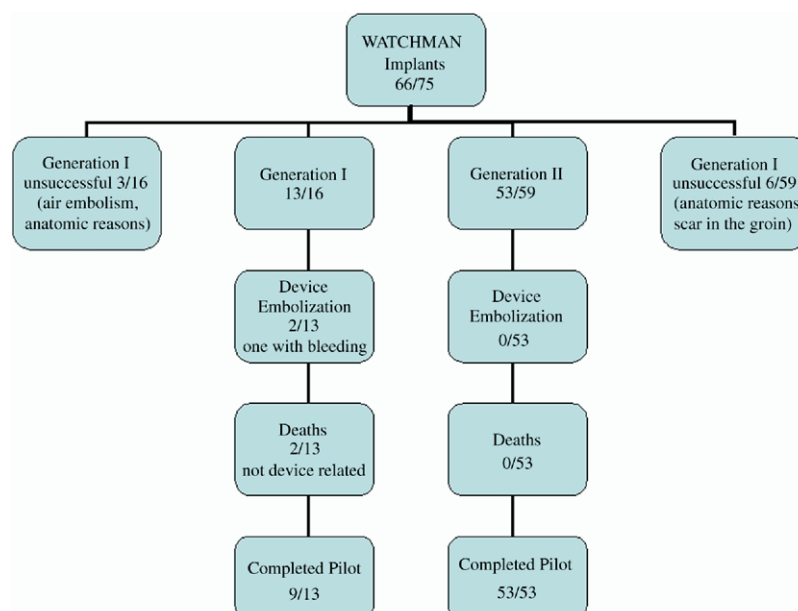 WATCHMAN
Implants
66/75
Generation I
unsuccessful 3/16
(air embolism,
anatomic reasons)
Generation I
13/16
Generation II
53/59
Generation I
unsuccessful 6/59
(anatomic reasons
scar in the groin)
Device
Embolization
2/13
one with bleeding
Device
Embolization
0/53
Deaths
2/13
not device related
Deaths
0/53
Completed Pilot
9/13
Completed Pilot
53/53